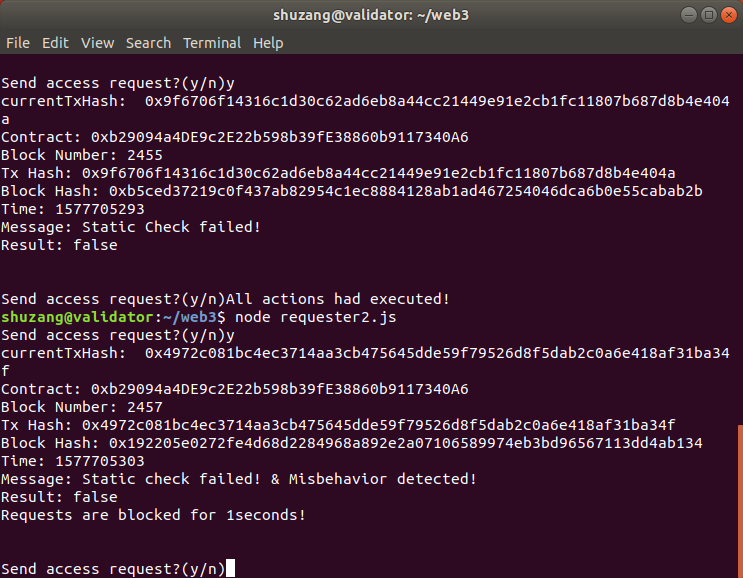 shuzang@validator: ~/web3
File Edit View Search Terminal Help
Send access request?(y/n)y
currentTxHash:  0x9f6706f14316c1d30c62ad6eb8a44cc21449e91e2cb1fc11807b687d8b4e404
a
Contract: 0xb29094a4DE9c2E22b598b39fE38860b9117340A6
Block Number: 2455
Tx Hash: 0x9f6706f14316c1d30c62ad6eb8a44cc21449e91e2cb1fc11807b687d8b4e404a
Block Hash: 0xb5ced37219c0f437ab82954c1ec8884128ab1ad467254046dca6b0e55cabab2b
Time: 1577705293
Message: Static Check failed!
Result: false
Send access request?(y/n)All actions had executed!
shuzang@validator:~/web3$ node requester2.js
Send access request?(y/n)y
currentTxHash:  0x4972c081bc4ec3714aa3cb475645dde59f79526d8f5dab2c0a6e418af31ba34
f
Contract: 0xb29094a4DE9c2E22b598b39fE38860b9117340A6
Block Number: 2457
Tx Hash: 0x4972c081bc4ec3714aa3cb475645dde59f79526d8f5dab2c0a6e418af31ba34f
Block Hash: 0x192205e0272fe4d68d2284968a892e2a07106589974eb3bd96567113dd4ab134
Time: 1577705303
Message: Static check failed! & Misbehavior detected!
Result: false
Requests are blocked for 1seconds!
Send access request?(y/n)